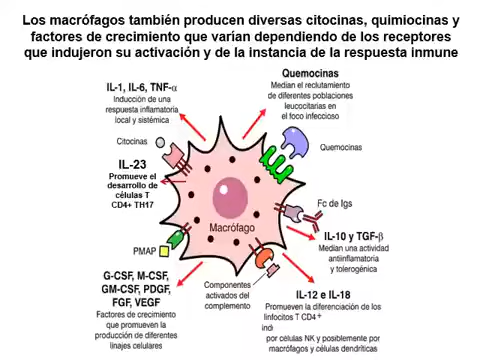 Los macrófagos también producen diversas citocinas, quimiocinas y
factores de crecimiento que varían dependiendo de los receptores
que indujeron su activación y de la instancia de la respuesta inmune
IL-1, IL-6, TNF-α
Inducción de una
respuesta inflamatoria
local y sistémica
Quemocinas
Median el reclutamiento
de diferentes poblaciones
leucocitarias en
el foco infeccioso
Citocinas
Quemocinas
IL-23
Promueve el
desarrollo de
células T
CD4+ TH17
Macrófago
Fc de Igs
IL-10 y TGF-β
Median una actividad
antiinflamatoria
y tolerogénica
PMAP
G-CSF, M-CSF,
GM-CSF, PDGF,
FGF, VEGF
Factores de crecimiento
que promueven la
producción de diferentes
linajes celulares
Componentes
activados del
complemento
IL-12 e IL-18
Promueven la diferenciación de los
linfocitos T CD4+
ind
por células NK y posiblemente por
macrófagos y células dendríticas